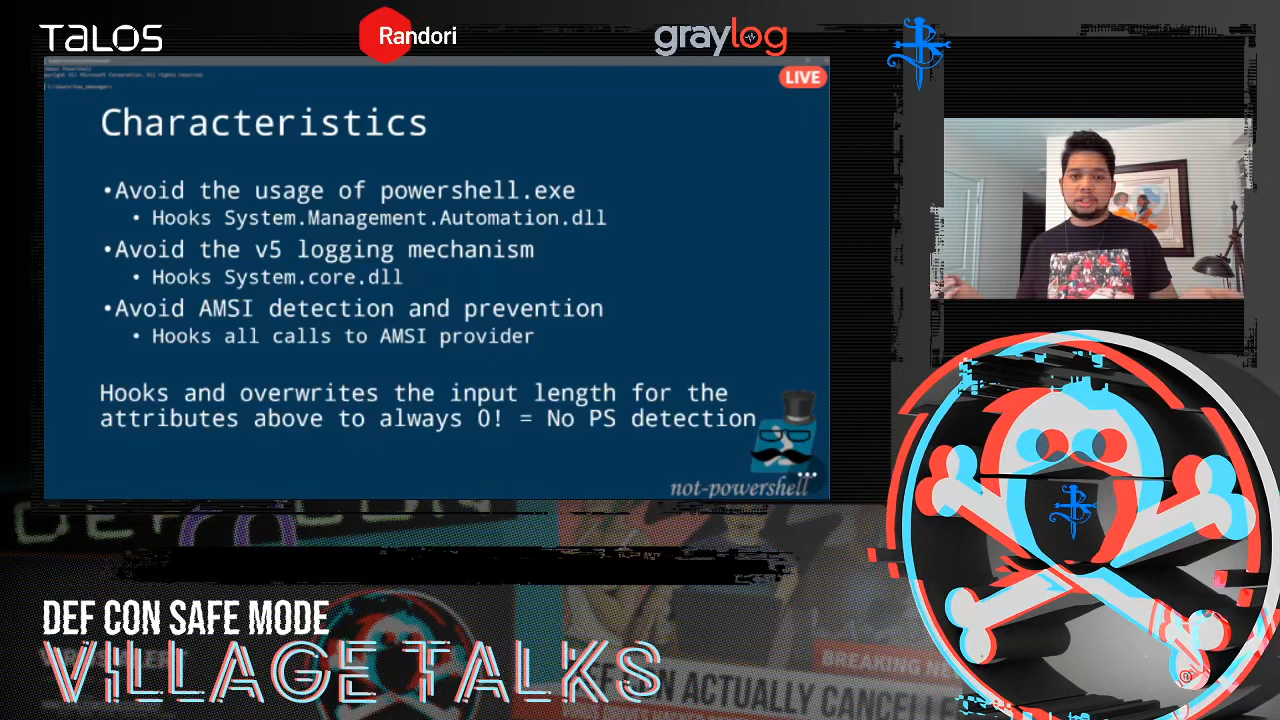 TALOS
Randori
graylog
LIVE
Characteristics
•Avoid the usage of powershell.exe
• Hooks System.Management.Automation.dll
•Avoid the v5 logging mechanism
• Hooks System.core.dll
•Avoid AMSI detection and prevention
• Hooks all calls to AMSI provider
Hooks and overwrites the input length for the
attributes above to always 0! = No PS detection
not-powershell
DEF CON SAFE MODE
VILLAGE TALKS
BREAKING
ACTUALLY CANCELLE